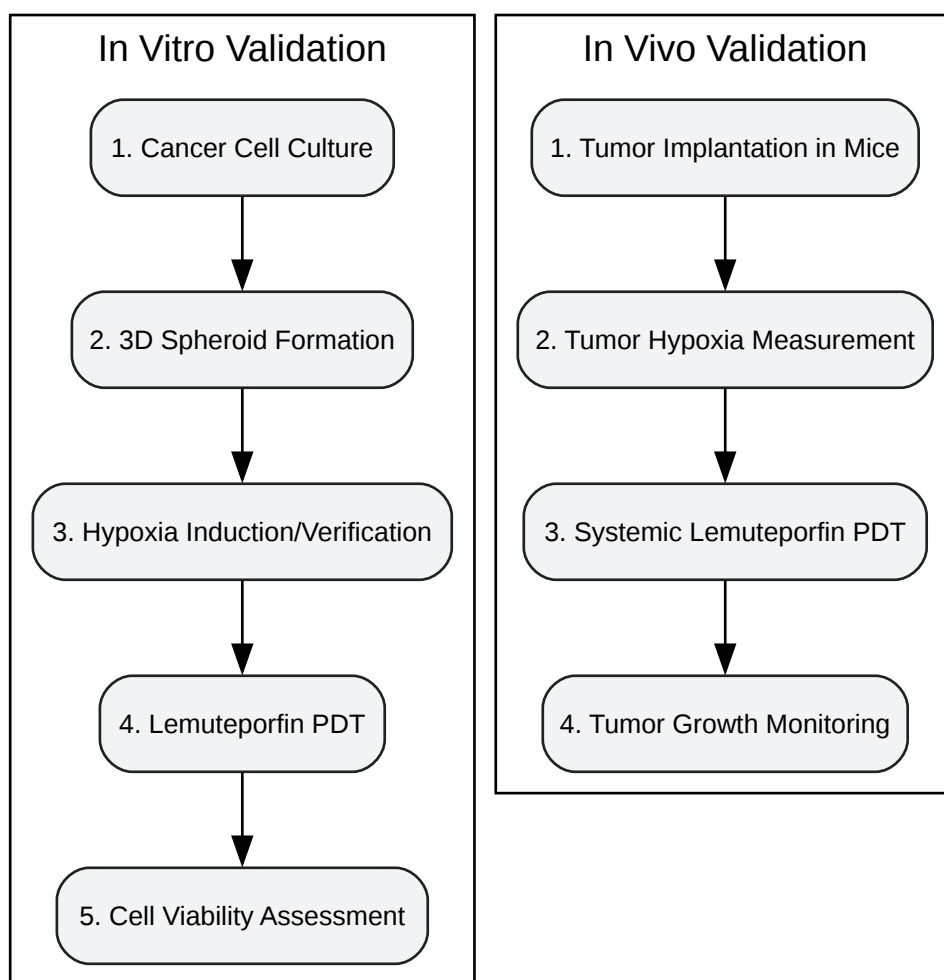 In Vitro Validation
1. Cancer Cell Culture
2. 3D Spheroid Formation
3. Hypoxia Induction/Verification
4. Lemuteporfin PDT
5. Cell Viability Assessment
In Vivo Validation
1. Tumor Implantation in Mice
2. Tumor Hypoxia Measurement
3. Systemic Lemuteporfin PDT
4. Tumor Growth Monitoring